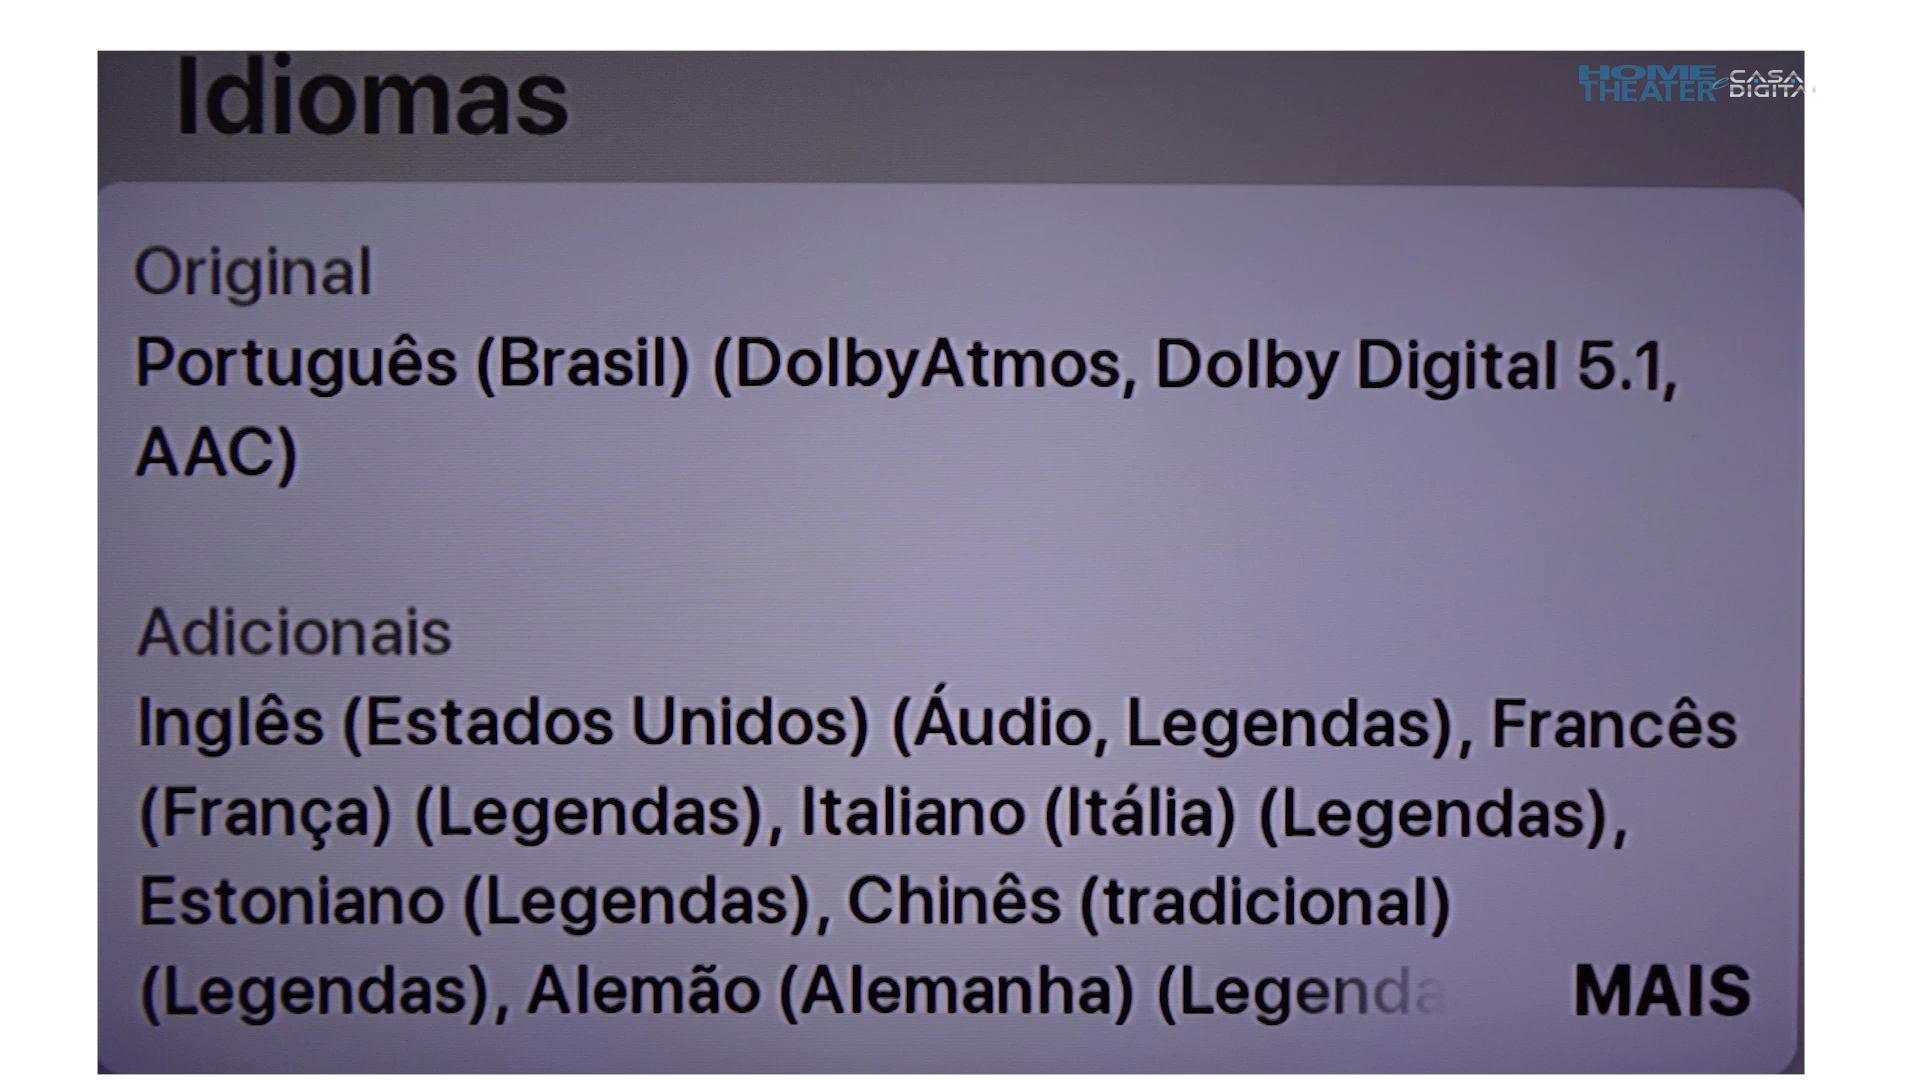 Idiomas
HOME THEATER e CASA DIGITAL
Original
Português (Brasil) (DolbyAtmos, Dolby Digital 5.1,
AAC)
Adicionais
Inglês (Estados Unidos) (Áudio, Legendas), Francês
(França) (Legendas), Italiano (Itália) (Legendas),
Estoniano (Legendas), Chinês (tradicional)
(Legendas), Alemão (Alemanha) (Legenda
MAIS